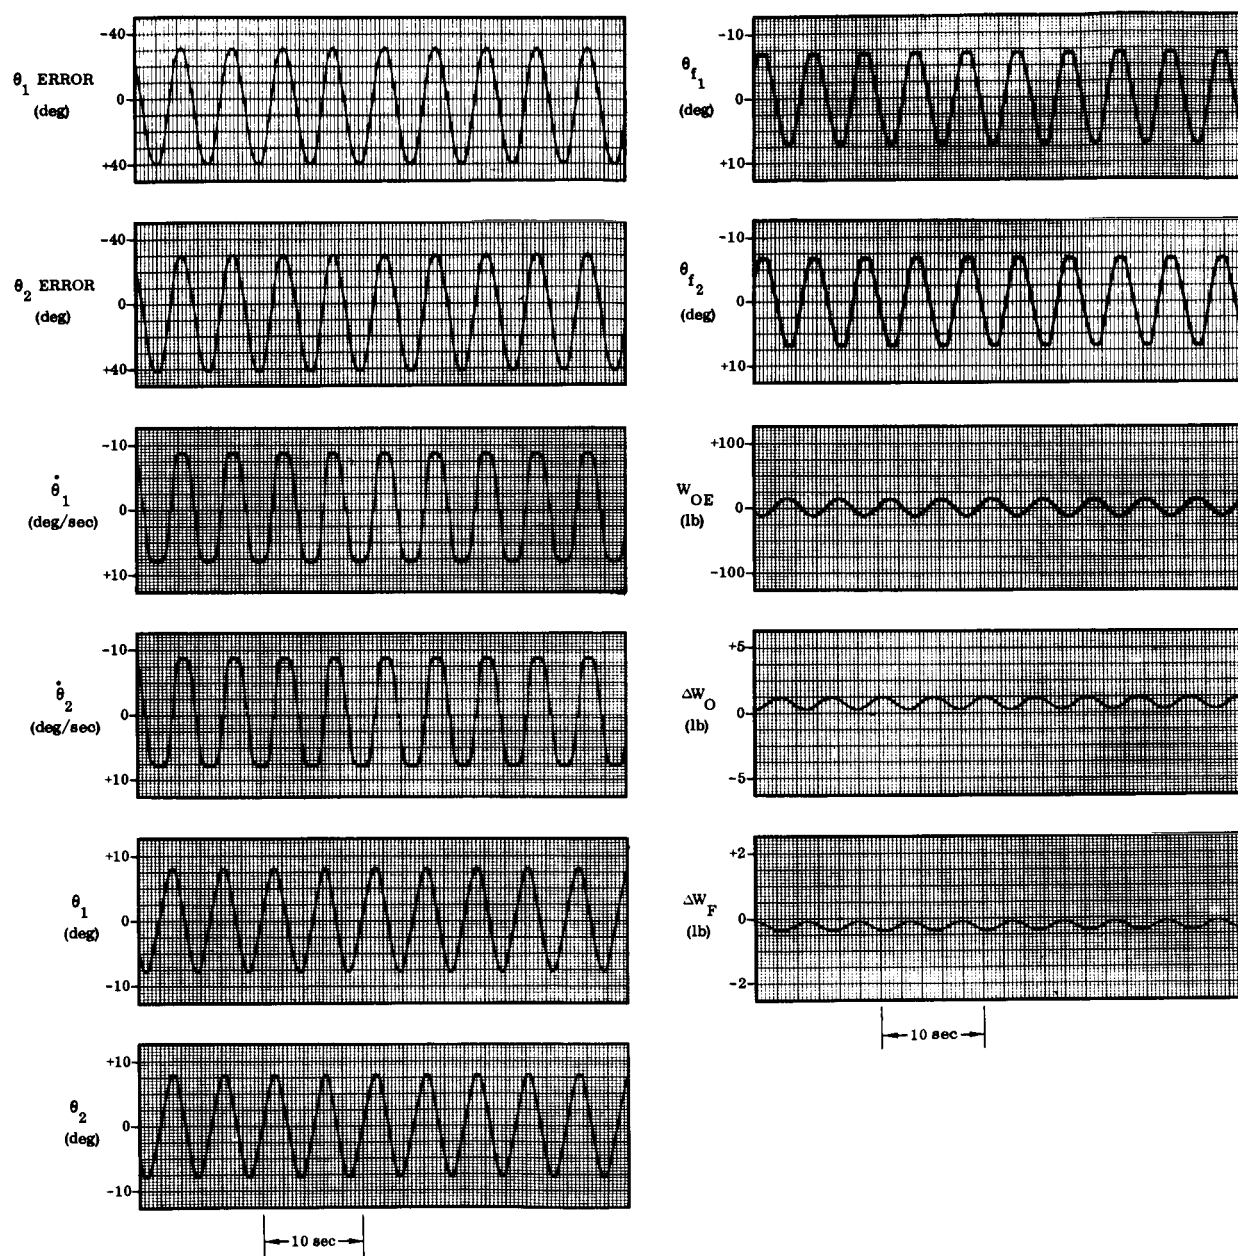 -40
θ1 ERROR
(deg)
0
+40
-40
θ2 ERROR
(deg)
0
+40
-10
θ̇1
(deg/sec)
0
+10
-10
θ̇2
(deg/sec)
0
+10
+10
θ1
(deg)
0
-10
+10
θ2
(deg)
0
-10
10 sec
-10
θf1
(deg)
0
+10
-10
θf2
(deg)
0
+10
+100
WOE
(lb)
0
-100
+5
ΔWO
(lb)
0
-5
+2
ΔWF
(lb)
0
-2
10 sec